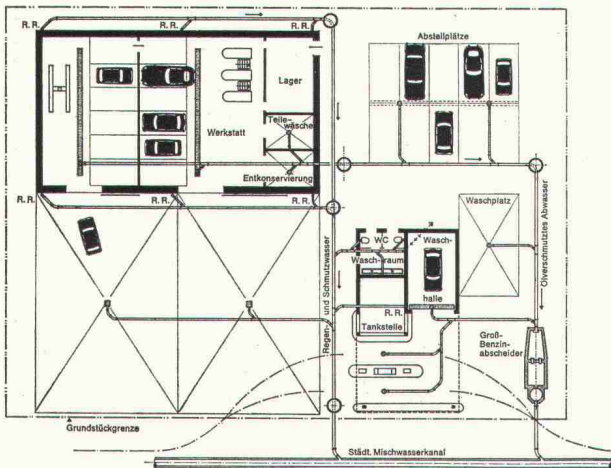 R. R.
R. R.
R. R.
Abstellplätze
Lager
Teile-
wäsche
Werkstatt
Entkonservierung
R. R.
R. R.
R. R.
Waschplatz
WC
Wasch-
Wasch-raum
halle
R. R.
Tankstelle
Regen- und Schmutzwasser
Ölverschmutztes Abwasser
Groß-
Benzin-
abscheider
Grundstückgrenze
Städt. Mischwasserkanal